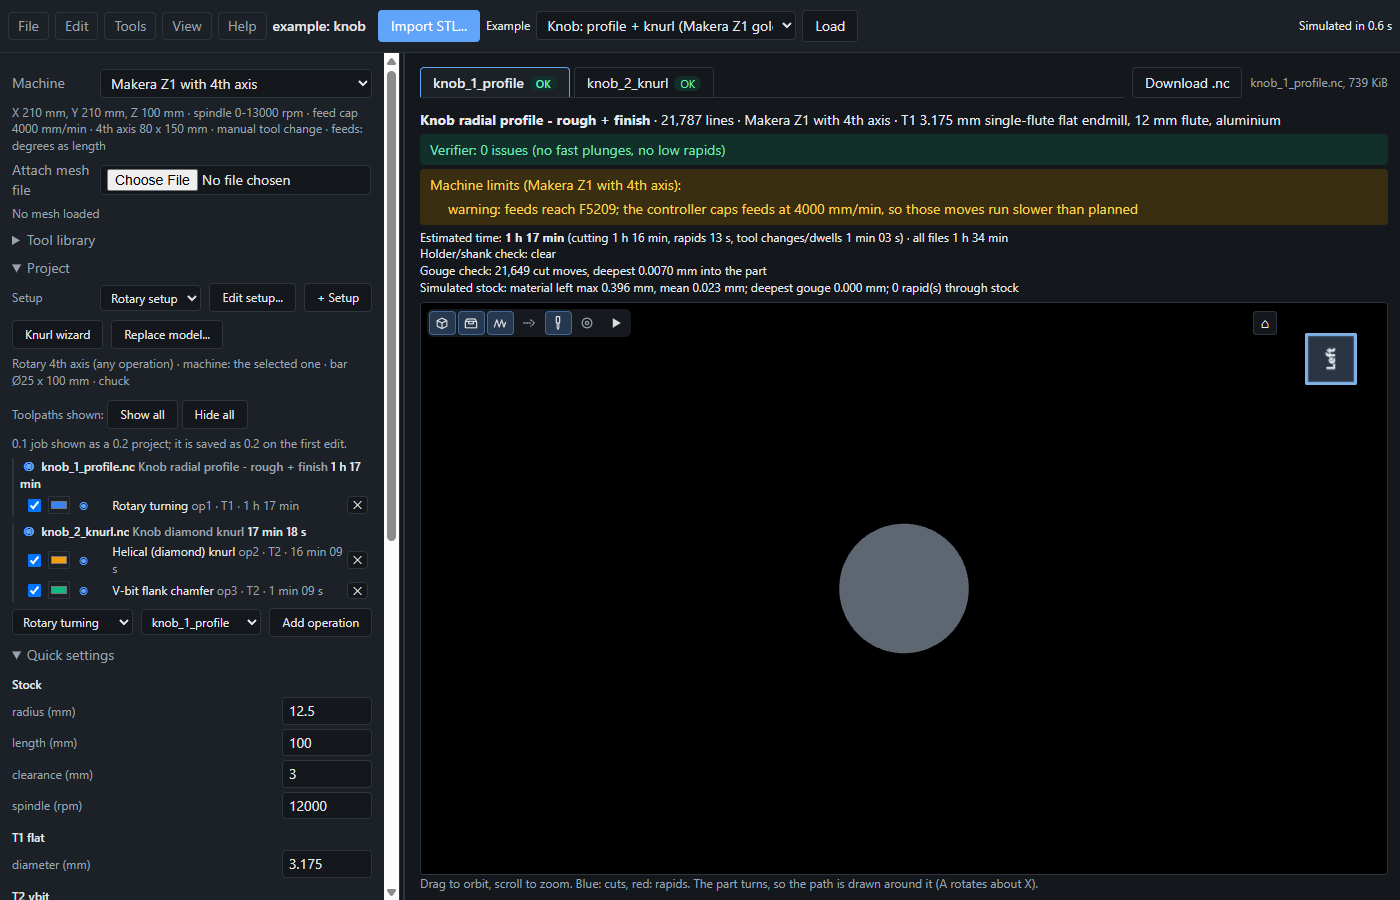 File Edit Tools View Help example: knob Import STL... Example Knob: profile + knurl (Makera Z1 gol Load Simulated in 0.6 s
Machine Makera Z1 with 4th axis
X 210 mm, Y 210 mm, Z 100 mm · spindle 0-13000 rpm · feed cap
4000 mm/min · 4th axis 80 x 150 mm · manual tool change · feeds:
degrees as length
Attach mesh
file
Choose File No file chosen
No mesh loaded
Tool library
Project
Setup Rotary setup Edit setup... + Setup
Knurl wizard Replace model...
Rotary 4th axis (any operation) · machine: the selected one · bar
Ø25 x 100 mm · chuck
Toolpaths shown: Show all Hide all
0.1 job shown as a 0.2 project; it is saved as 0.2 on the first edit.
knob_1_profile.nc Knob radial profile - rough + finish 1 h 17
min
Rotary turning op1 · T1 · 1 h 17 min
knob_2_knurl.nc Knob diamond knurl 17 min 18 s
Helical (diamond) knurl op2 · T2 · 16 min 09
s
V-bit flank chamfer op3 · T2 · 1 min 09 s
Rotary turning knob_1_profile Add operation
Quick settings
Stock
radius (mm) 12.5
length (mm) 100
clearance (mm) 3
spindle (rpm) 12000
T1 flat
diameter (mm) 3.175
T2 vbit
knob_1_profile OK knob_2_knurl OK Download .nc knob_1_profile.nc, 739 KiB
Knob radial profile - rough + finish · 21,787 lines · Makera Z1 with 4th axis · T1 3.175 mm single-flute flat endmill, 12 mm flute, aluminium
Verifier: 0 issues (no fast plunges, no low rapids)
Machine limits (Makera Z1 with 4th axis):
warning: feeds reach F5209; the controller caps feeds at 4000 mm/min, so those moves run slower than planned
Estimated time: 1 h 17 min (cutting 1 h 16 min, rapids 13 s, tool changes/dwells 1 min 03 s) · all files 1 h 34 min
Holder/shank check: clear
Gouge check: 21,649 cut moves, deepest 0.0070 mm into the part
Simulated stock: material left max 0.396 mm, mean 0.023 mm; deepest gouge 0.000 mm; 0 rapid(s) through stock
Left
Drag to orbit, scroll to zoom. Blue: cuts, red: rapids. The part turns, so the path is drawn around it (A rotates about X).